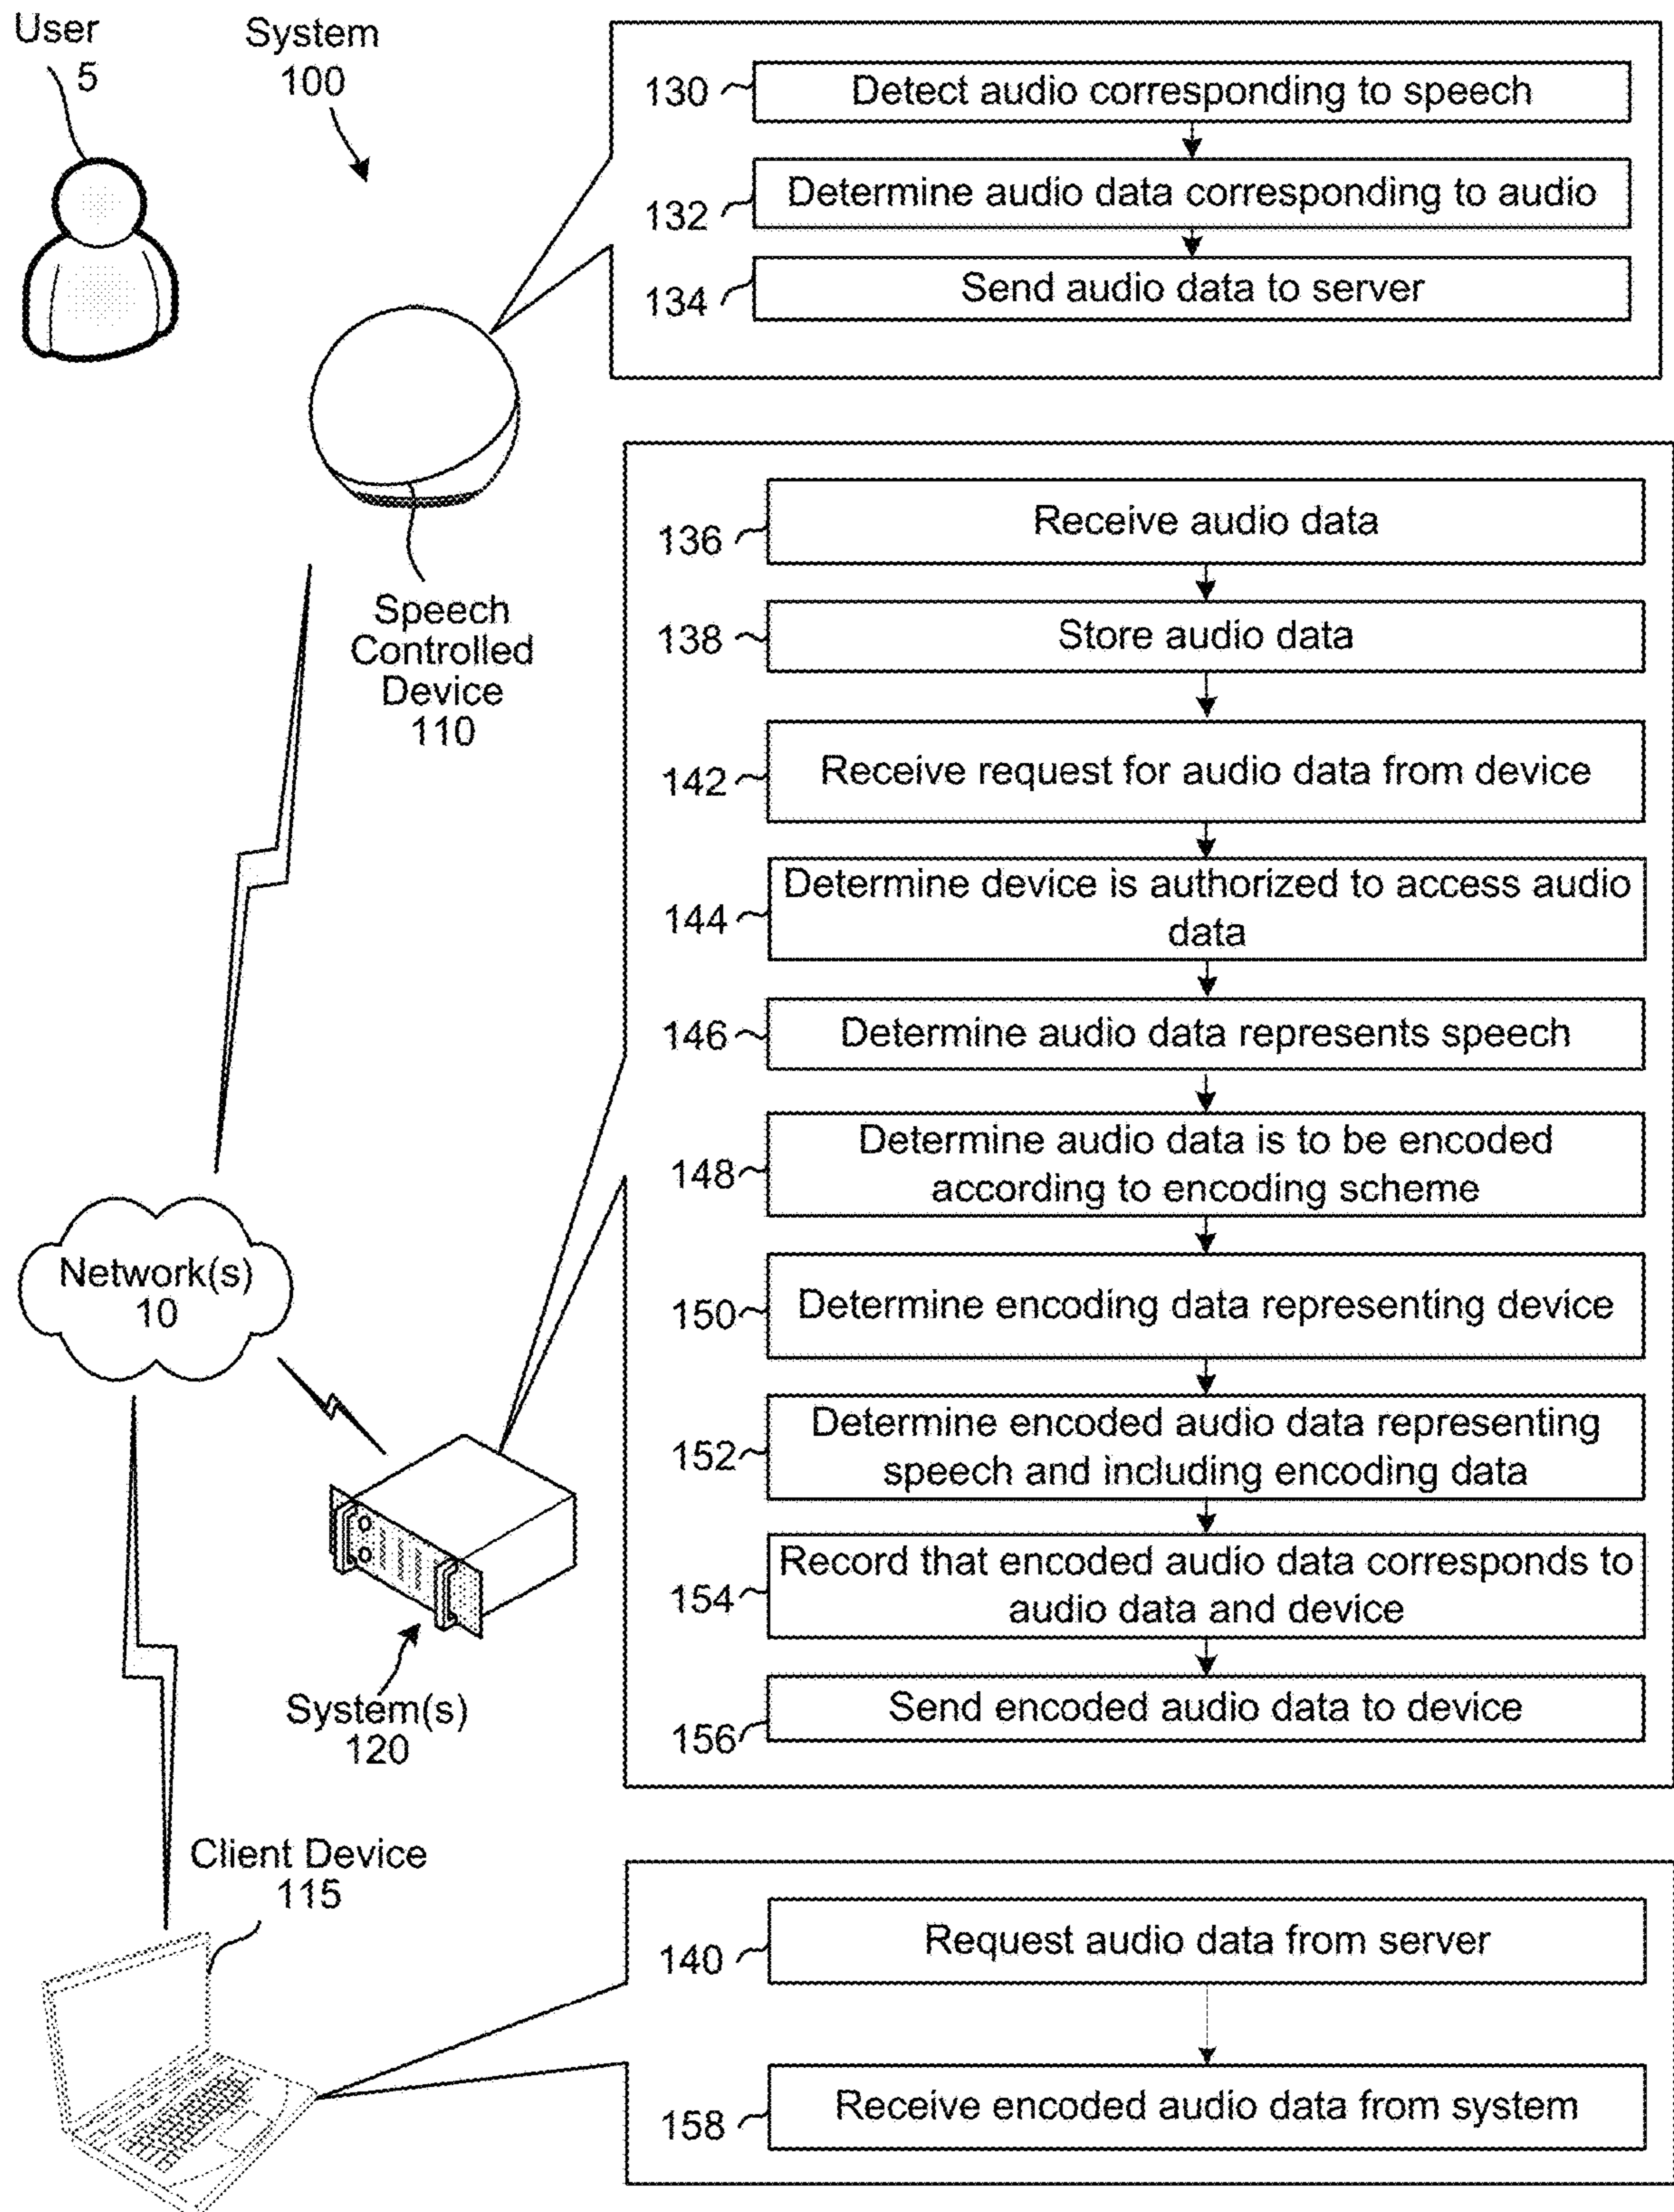 User
5
System
100
130
Detect audio corresponding to speech
132
Determine audio data corresponding to audio
134
Send audio data to server
Speech
Controlled
Device
110
136
Receive audio data
138
Store audio data
142
Receive request for audio data from device
144
Determine device is authorized to access audio
data
146
Determine audio data represents speech
148
Determine audio data is to be encoded
according to encoding scheme
150
Determine encoding data representing device
152
Determine encoded audio data representing
speech and including encoding data
154
Record that encoded audio data corresponds to
audio data and device
156
Send encoded audio data to device
Network(s)
10
System(s)
120
Client Device
115
140
Request audio data from server
158
Receive encoded audio data from system